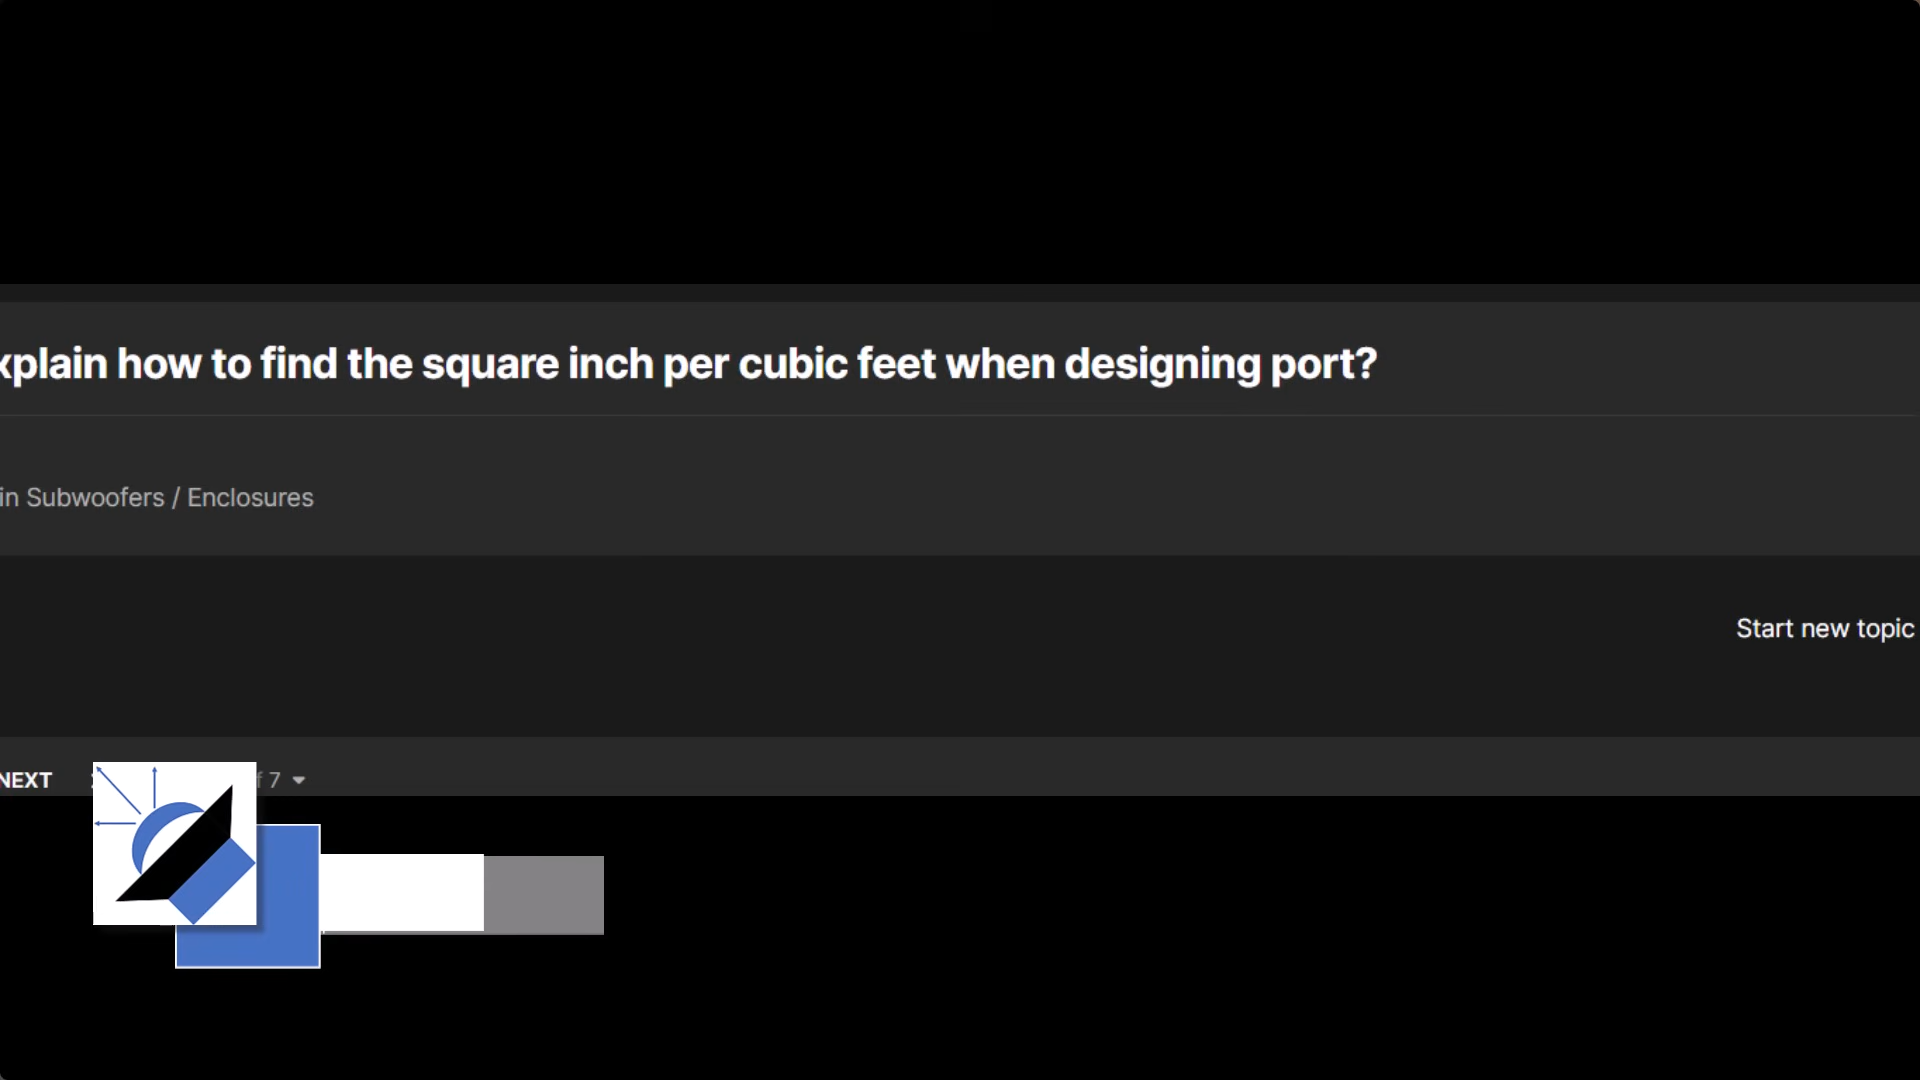 xplain how to find the square inch per cubic feet when designing port?
in Subwoofers / Enclosures
Start new topic
NEXT
7